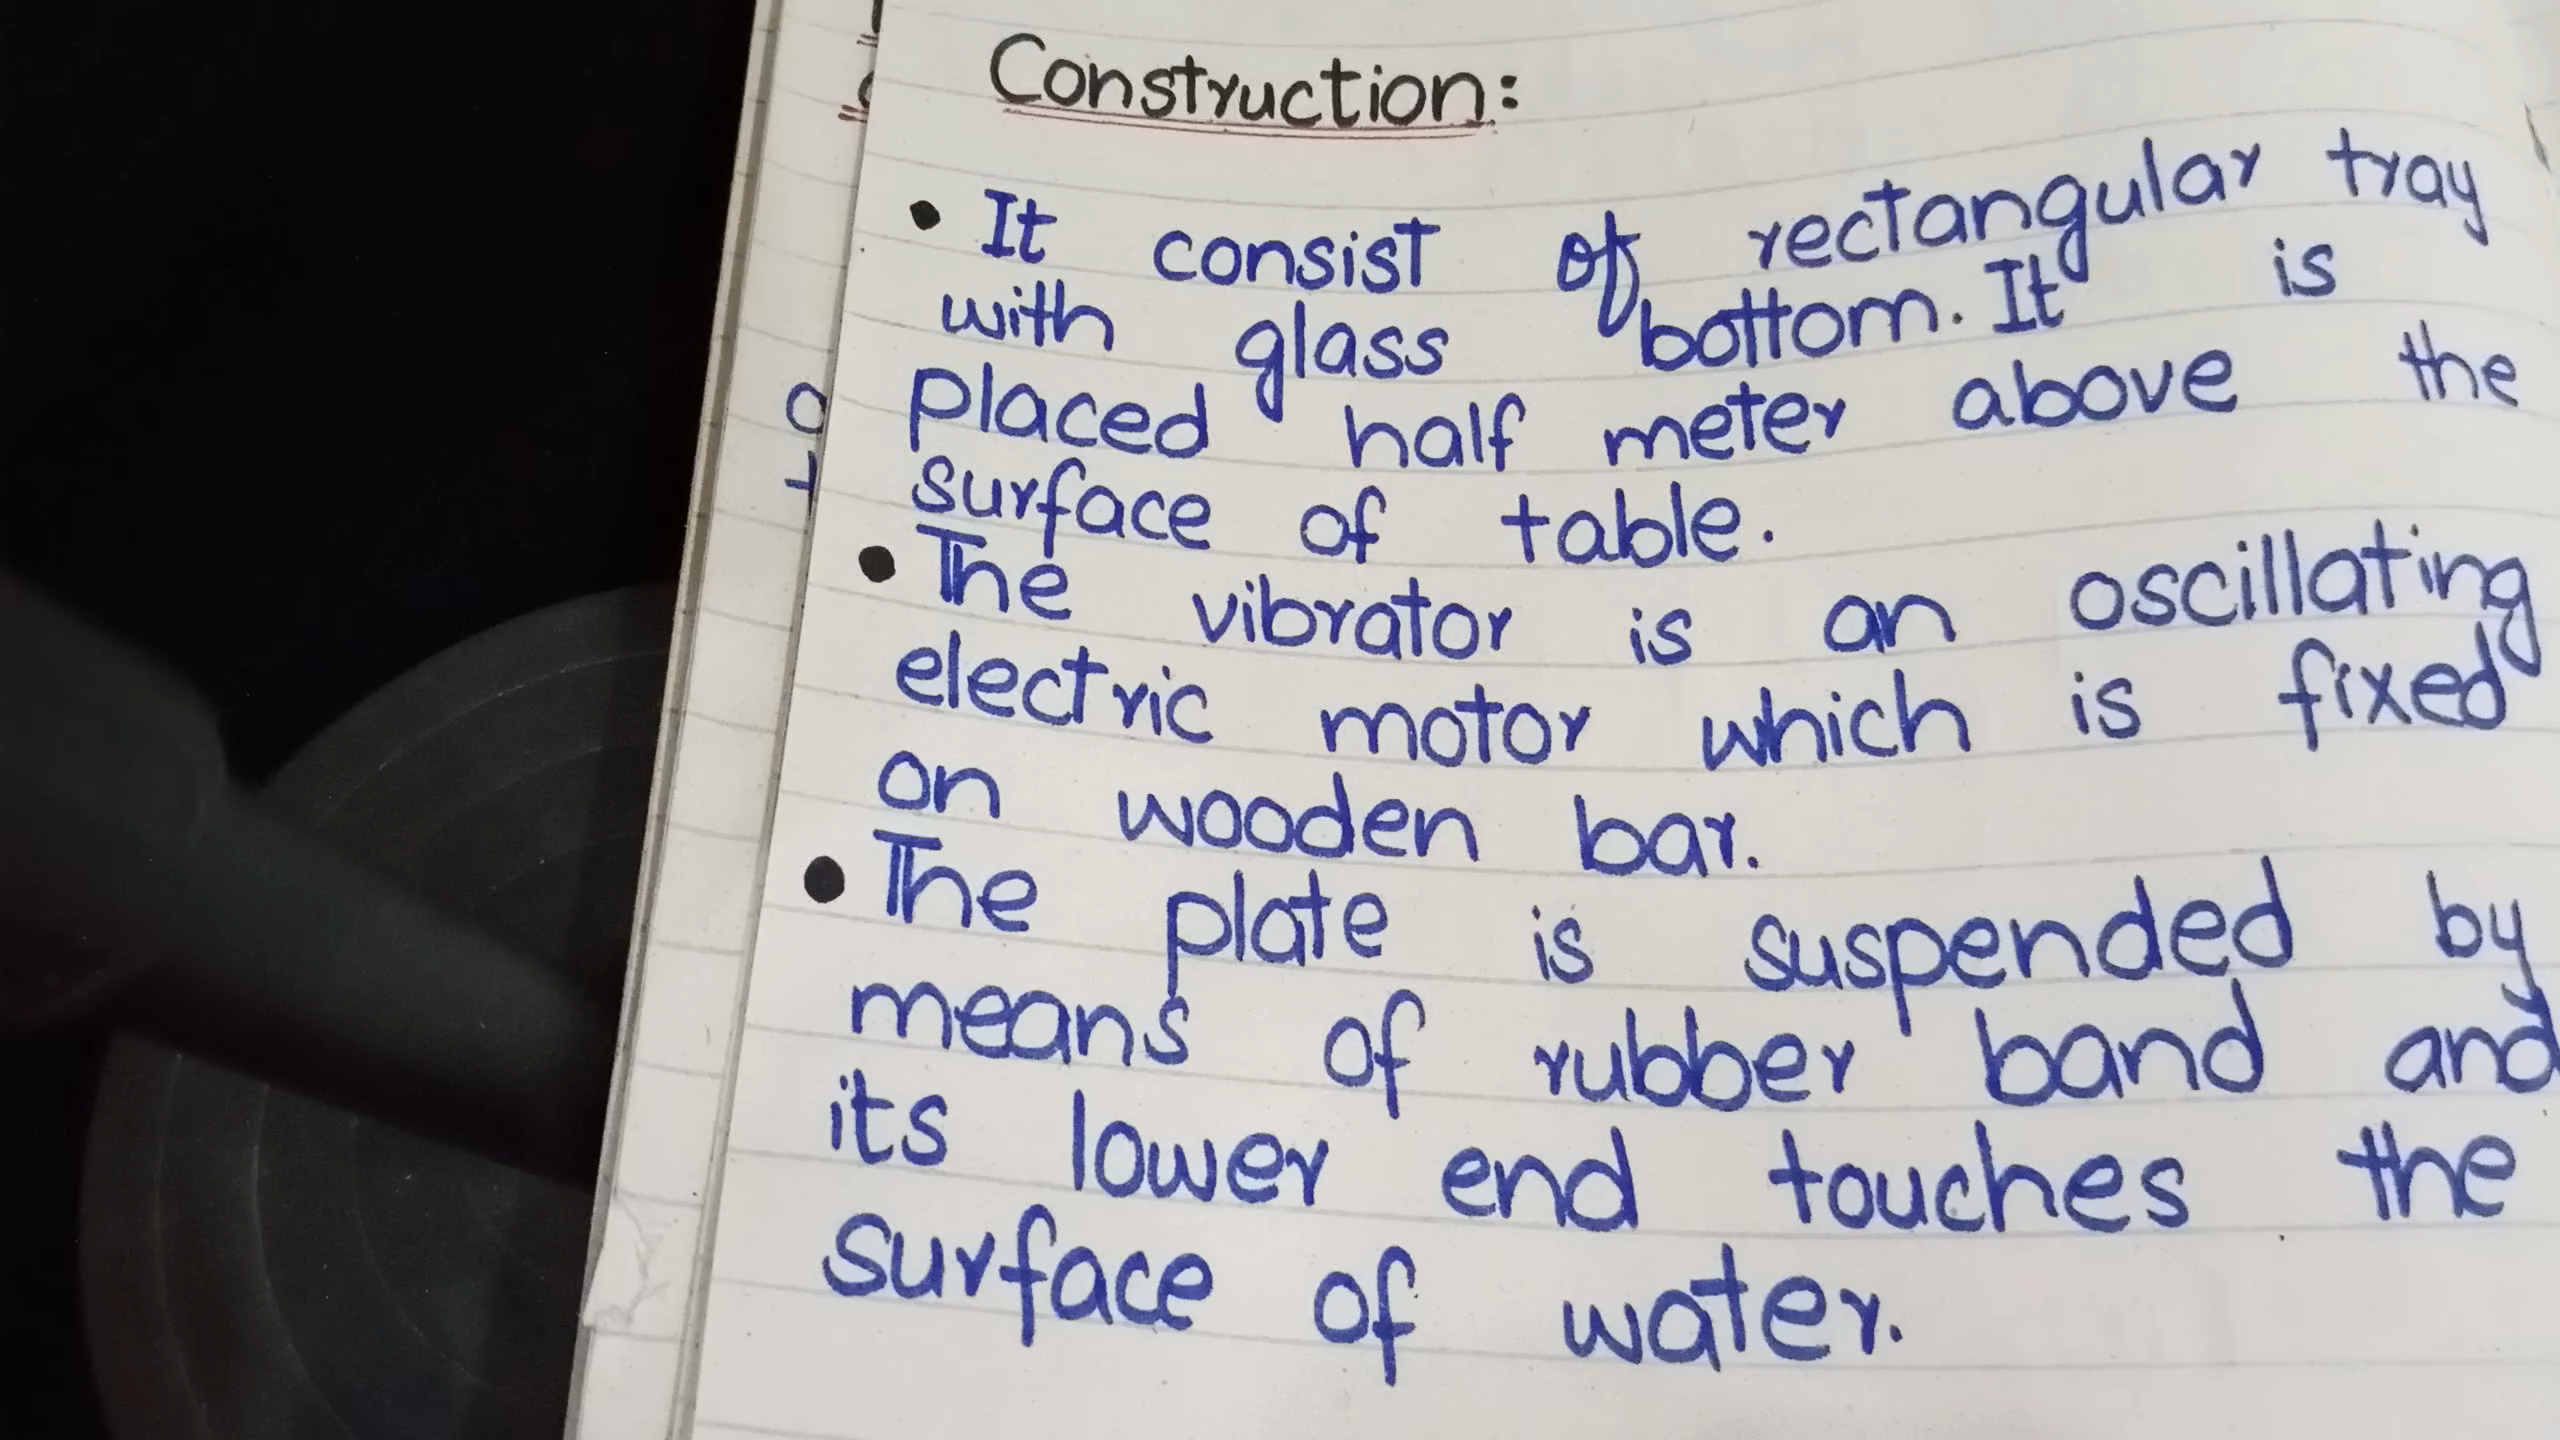 Construction:
• It consist of rectangular tray
with glass bottom. It is
placed half meter above the
surface of table.
• The vibrator is an oscillating
electric motor which is fixed
on wooden bar.
• The plate is suspended by
means of rubber band and
its lower end touches the
surface of water.